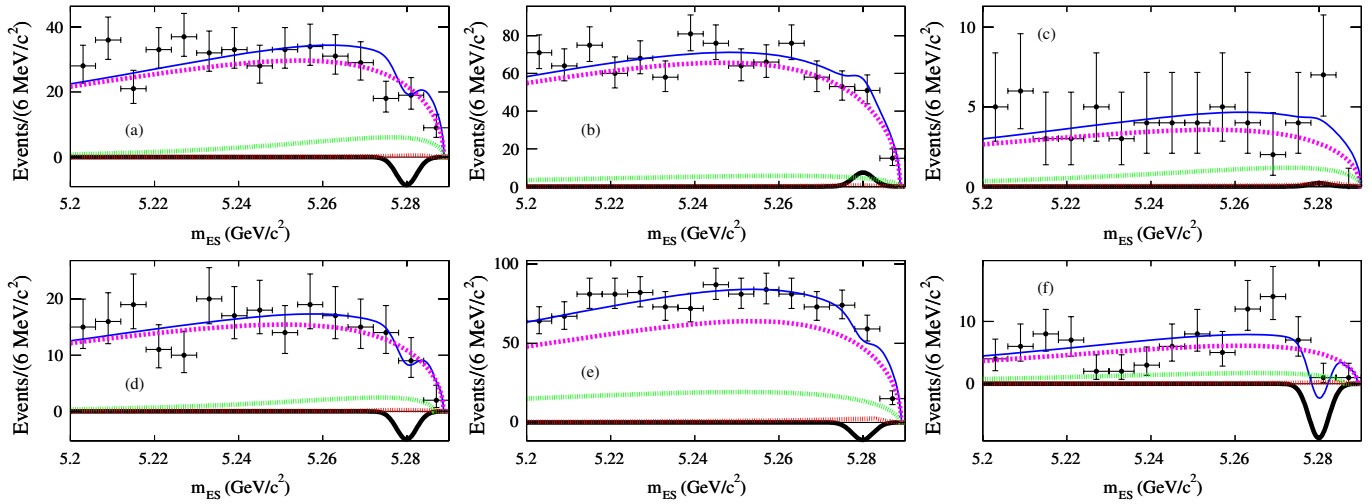 Events/(6 MeV/c²)
40
20
0
(a)
5.2 5.22 5.24 5.26 5.28
m_ES (GeV/c²)
Events/(6 MeV/c²)
80
60
40
20
0
(b)
5.2 5.22 5.24 5.26 5.28
m_ES (GeV/c²)
Events/(6 MeV/c²)
10
5
0
(c)
5.2 5.22 5.24 5.26 5.28
m_ES (GeV/c²)
Events/(6 MeV/c²)
20
10
0
(d)
5.2 5.22 5.24 5.26 5.28
m_ES (GeV/c²)
Events/(6 MeV/c²)
100
50
0
(e)
5.2 5.22 5.24 5.26 5.28
m_ES (GeV/c²)
Events/(6 MeV/c²)
10
0
(f)
5.2 5.22 5.24 5.26 5.28
m_ES (GeV/c²)